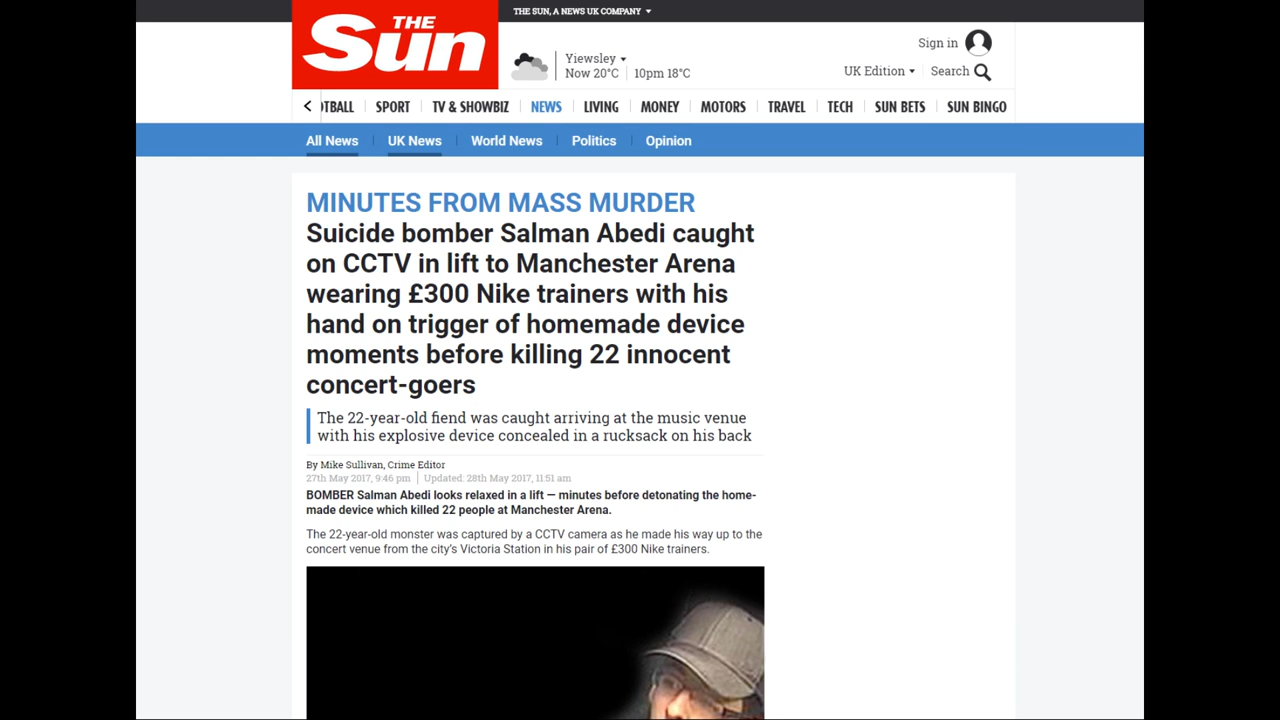 THE SUN, A NEWS UK COMPANY
THE
Sun
Sign in
Yiewsley
Now 20°C 10pm 18°C
UK Edition Search
OTBALL SPORT TV & SHOWBIZ NEWS LIVING MONEY MOTORS TRAVEL TECH SUN BETS SUN BINGO
All News UK News World News Politics Opinion
MINUTES FROM MASS MURDER
Suicide bomber Salman Abedi caught
on CCTV in lift to Manchester Arena
wearing £300 Nike trainers with his
hand on trigger of homemade device
moments before killing 22 innocent
concert-goers
The 22-year-old fiend was caught arriving at the music venue
with his explosive device concealed in a rucksack on his back
By Mike Sullivan, Crime Editor
27th May 2017, 9:46 pm Updated: 28th May 2017, 11:51 am
BOMBER Salman Abedi looks relaxed in a lift — minutes before detonating the home-
made device which killed 22 people at Manchester Arena.
The 22-year-old monster was captured by a CCTV camera as he made his way up to the
concert venue from the city's Victoria Station in his pair of £300 Nike trainers.